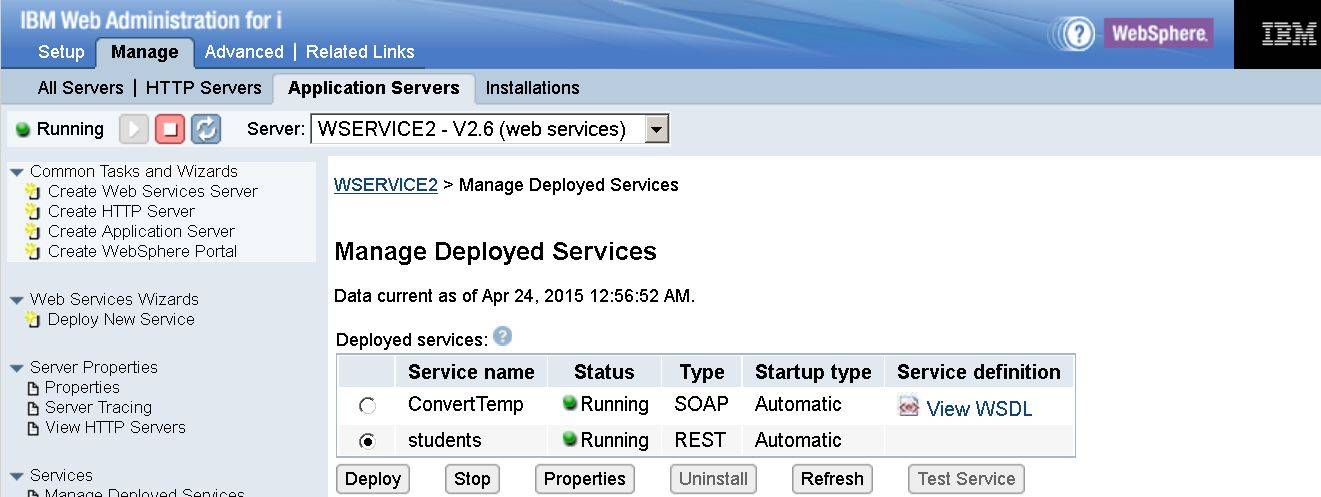 IBM Web Administration for i
Setup Manage Advanced | Related Links
? WebSphere. IBM
All Servers | HTTP Servers Application Servers Installations
Running Server: WSERVICE2 - V2.6 (web services)
Common Tasks and Wizards
Create Web Services Server
Create HTTP Server
Create Application Server
Create WebSphere Portal
Web Services Wizards
Deploy New Service
Server Properties
Properties
Server Tracing
View HTTP Servers
Services
Manage Deployed Services
WSERVICE2 > Manage Deployed Services
Manage Deployed Services
Data current as of Apr 24, 2015 12:56:52 AM.
Deployed services: ?
Service name Status Type Startup type Service definition
ConvertTemp Running SOAP Automatic View WSDL
students Running REST Automatic
Deploy Stop Properties Uninstall Refresh Test Service